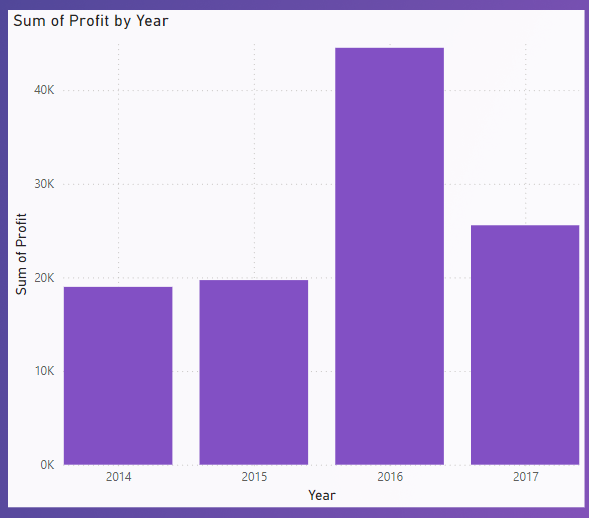 Sum of Profit by Year
Sum of Profit
40K
30K
20K
10K
0K
2014 2015 2016 2017
Year